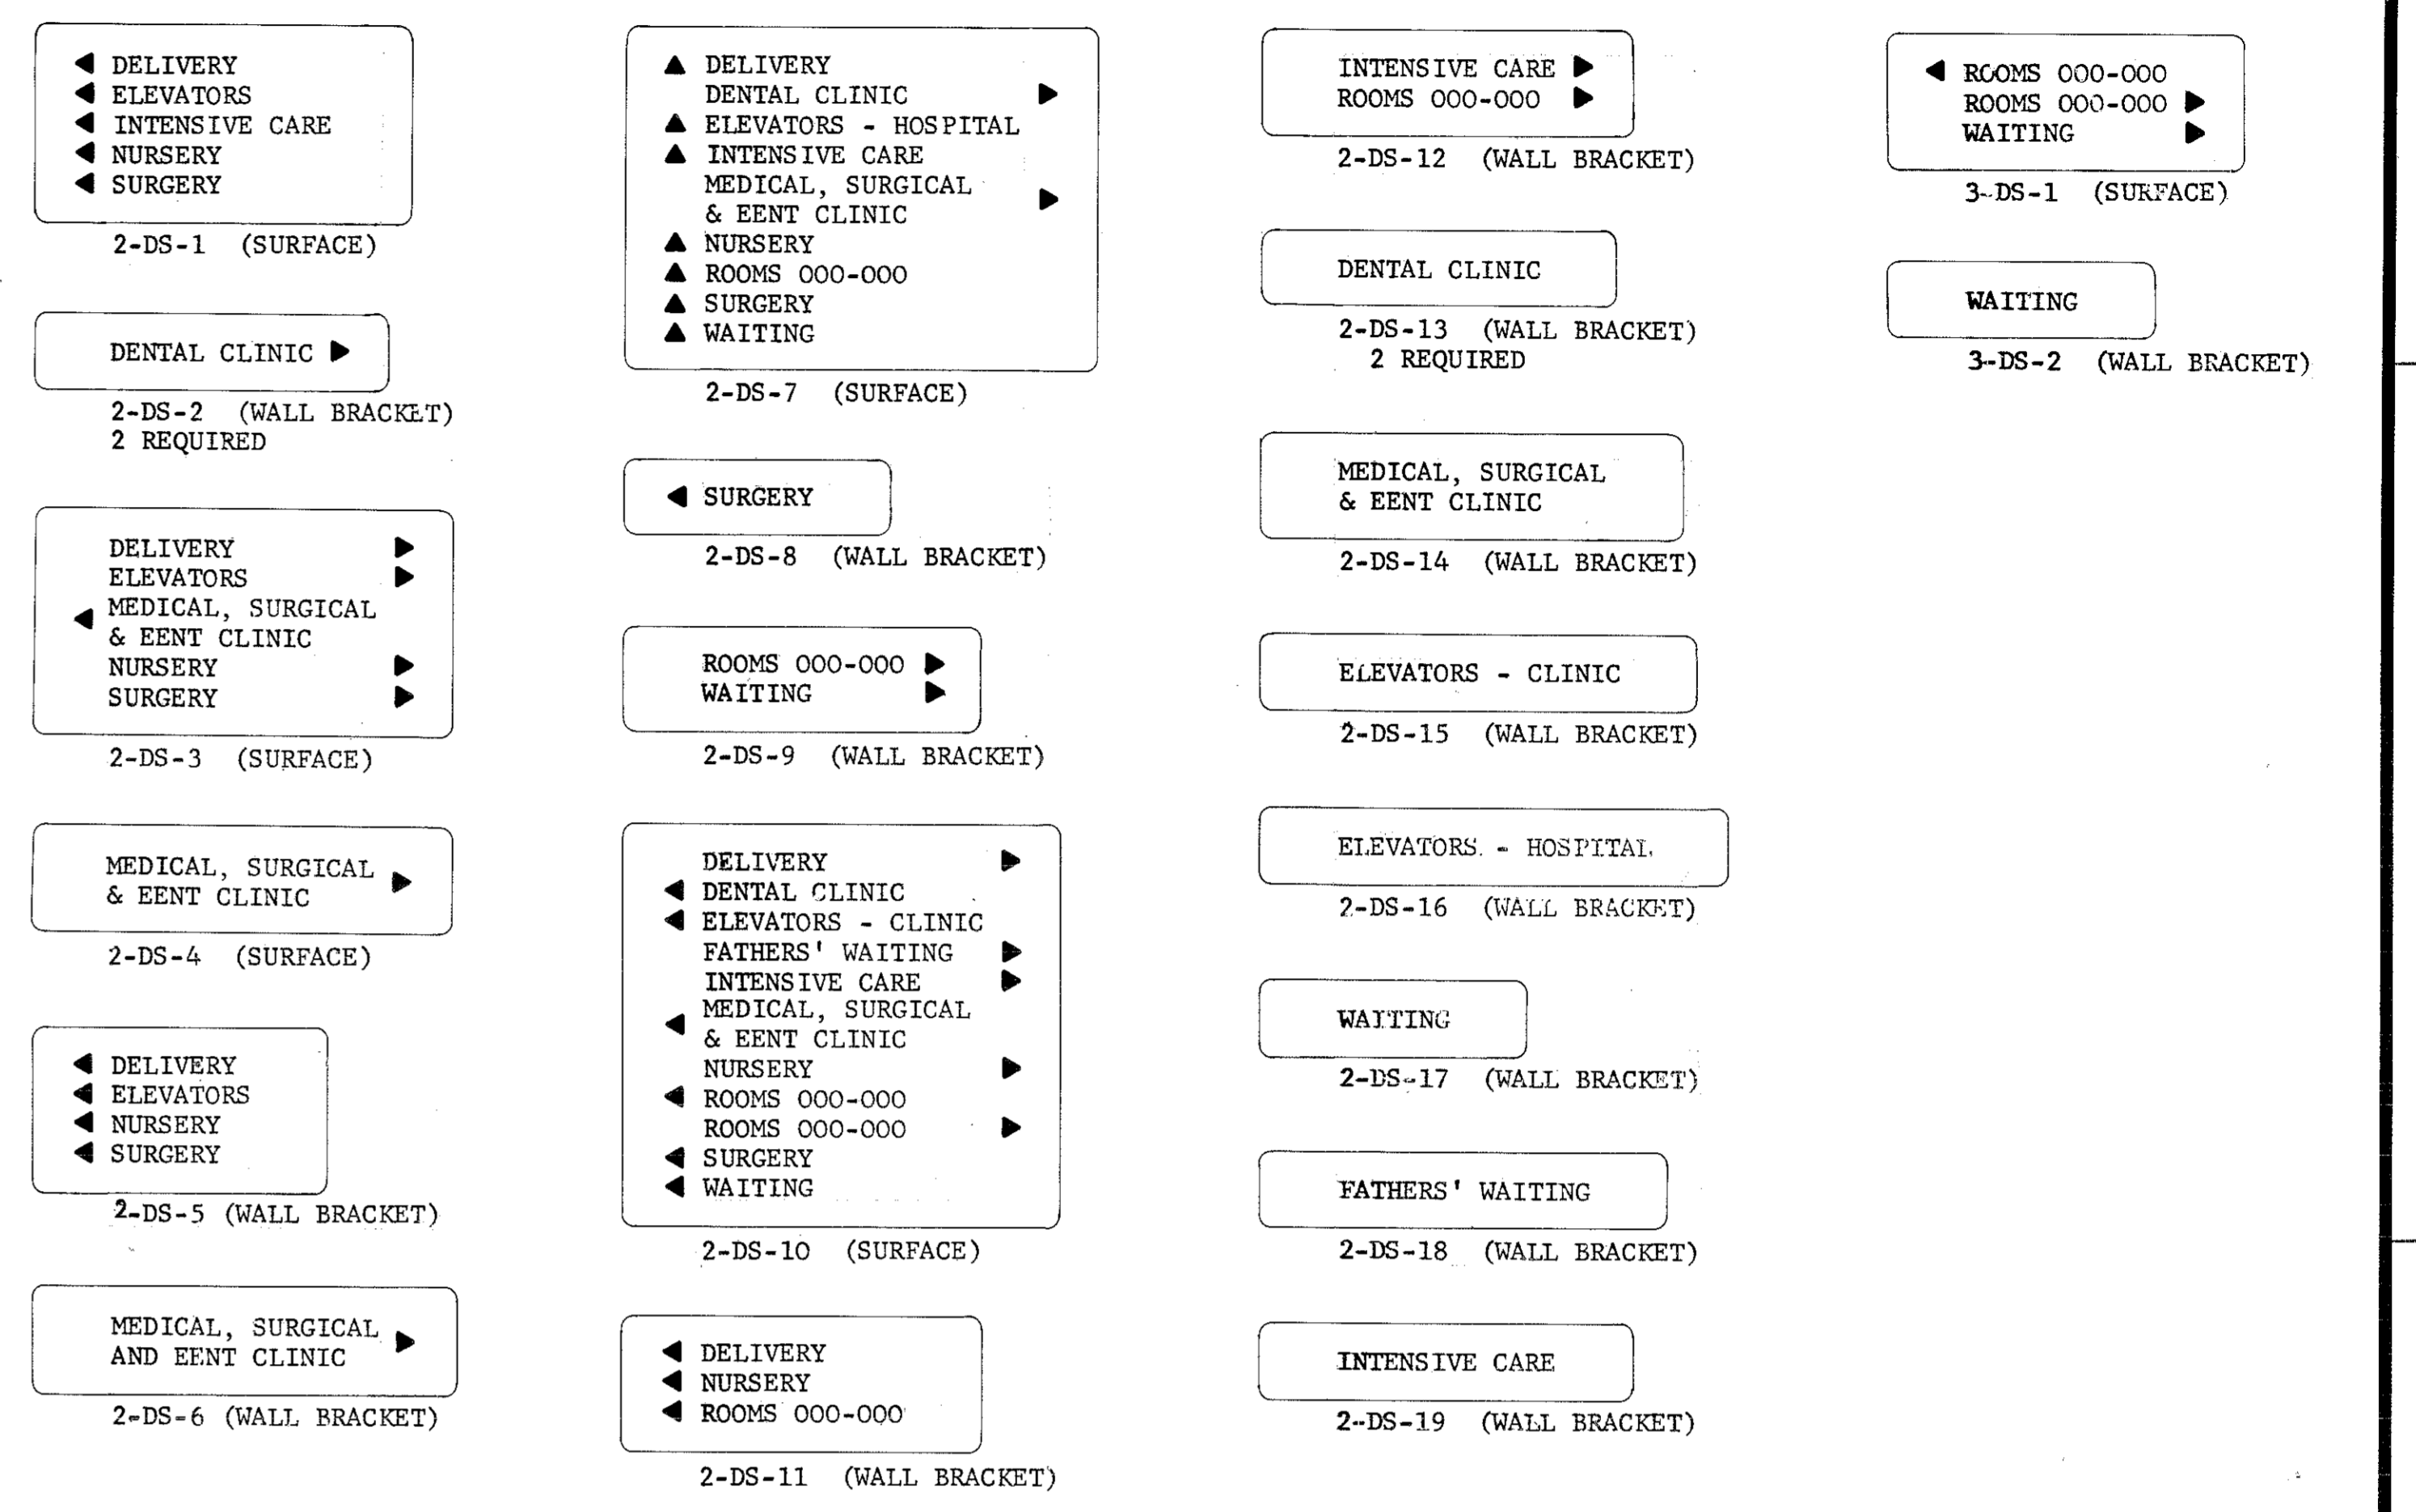 ◀ DELIVERY
◀ ELEVATORS
◀ INTENSIVE CARE
◀ NURSERY
◀ SURGERY
2-DS-1 (SURFACE)
DENTAL CLINIC ▶
2-DS-2 (WALL BRACKET)
2 REQUIRED
DELIVERY ▶
ELEVATORS ▶
◀ MEDICAL, SURGICAL
& EENT CLINIC
NURSERY ▶
SURGERY ▶
2-DS-3 (SURFACE)
MEDICAL, SURGICAL ▶
& EENT CLINIC
2-DS-4 (SURFACE)
◀ DELIVERY
◀ ELEVATORS
◀ NURSERY
◀ SURGERY
2-DS-5 (WALL BRACKET)
MEDICAL, SURGICAL ▶
AND EENT CLINIC
2-DS-6 (WALL BRACKET)
▲ DELIVERY
DENTAL CLINIC ▶
▲ ELEVATORS - HOSPITAL
▲ INTENSIVE CARE
MEDICAL, SURGICAL ▶
& EENT CLINIC
▲ NURSERY
▲ ROOMS 000-000
▲ SURGERY
▲ WAITING
2-DS-7 (SURFACE)
◀ SURGERY
2-DS-8 (WALL BRACKET)
ROOMS 000-000 ▶
WAITING ▶
2-DS-9 (WALL BRACKET)
DELIVERY ▶
◀ DENTAL CLINIC
◀ ELEVATORS - CLINIC
FATHERS' WAITING ▶
INTENSIVE CARE ▶
◀ MEDICAL, SURGICAL
& EENT CLINIC
NURSERY ▶
◀ ROOMS 000-000
ROOMS 000-000 ▶
◀ SURGERY
◀ WAITING
2-DS-10 (SURFACE)
◀ DELIVERY
◀ NURSERY
◀ ROOMS 000-000
2-DS-11 (WALL BRACKET)
INTENSIVE CARE ▶
ROOMS 000-000 ▶
2-DS-12 (WALL BRACKET)
DENTAL CLINIC
2-DS-13 (WALL BRACKET)
2 REQUIRED
MEDICAL, SURGICAL
& EENT CLINIC
2-DS-14 (WALL BRACKET)
ELEVATORS - CLINIC
2-DS-15 (WALL BRACKET)
ELEVATORS - HOSPITAL
2-DS-16 (WALL BRACKET)
WAITING
2-DS-17 (WALL BRACKET)
FATHERS' WAITING
2-DS-18 (WALL BRACKET)
INTENSIVE CARE
2-DS-19 (WALL BRACKET)
◀ ROOMS 000-000
ROOMS 000-000 ▶
WAITING ▶
3-DS-1 (SURFACE)
WAITING
3-DS-2 (WALL BRACKET)